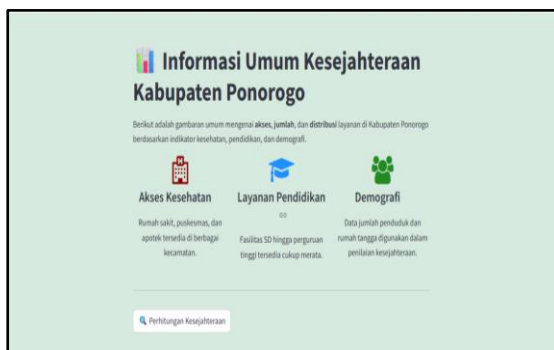 Informasi Umum Kesejahteraan
Kabupaten Ponorogo
Berikut adalah gambaran umum mengenai akses, jumlah, dan distribusi layanan di Kabupaten Ponorogo
berdasarkan indikator kesehatan, pendidikan, dan demografi.
Akses Kesehatan
Rumah sakit, puskesmas, dan
apotek tersedia di berbagai
kecamatan.
Layanan Pendidikan
Fasilitas SD hingga perguruan
tinggi tersedia cukup merata.
Demografi
Data jumlah penduduk dan
rumah tangga digunakan dalam
penilaian kesejahteraan.
Perhitungan Kesejahteraan